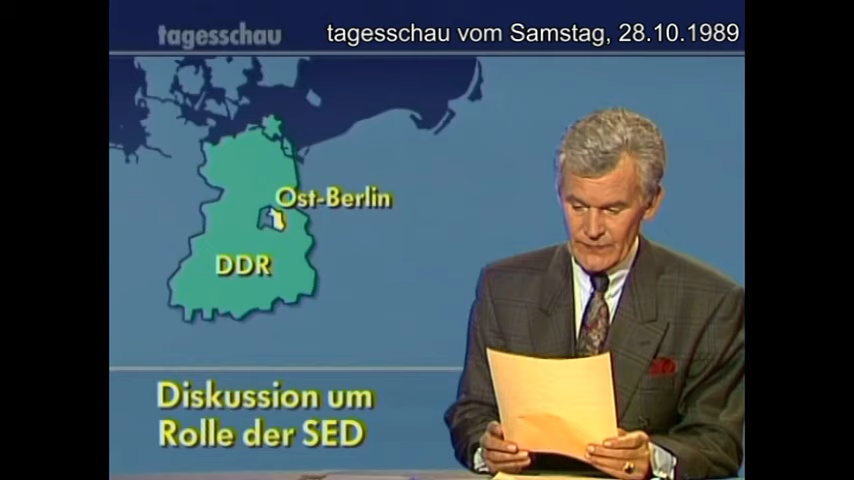 tagesschau
tagesschau vom Samstag, 28.10.1989
Ost-Berlin
DDR
Diskussion um
Rolle der SED